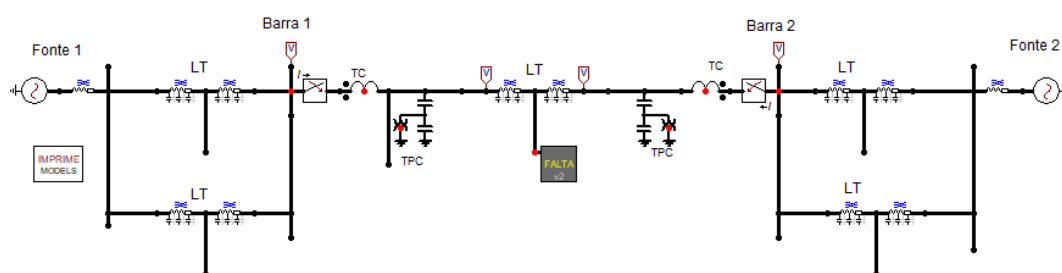 Barra 1
Barra 2
Fonte 1
Fonte 2
LT
V
I
TC
V
LT
V
TC
V
I
LT
TPC
TPC
IMPRIME
MODELS
FALTA
v2
LT
LT